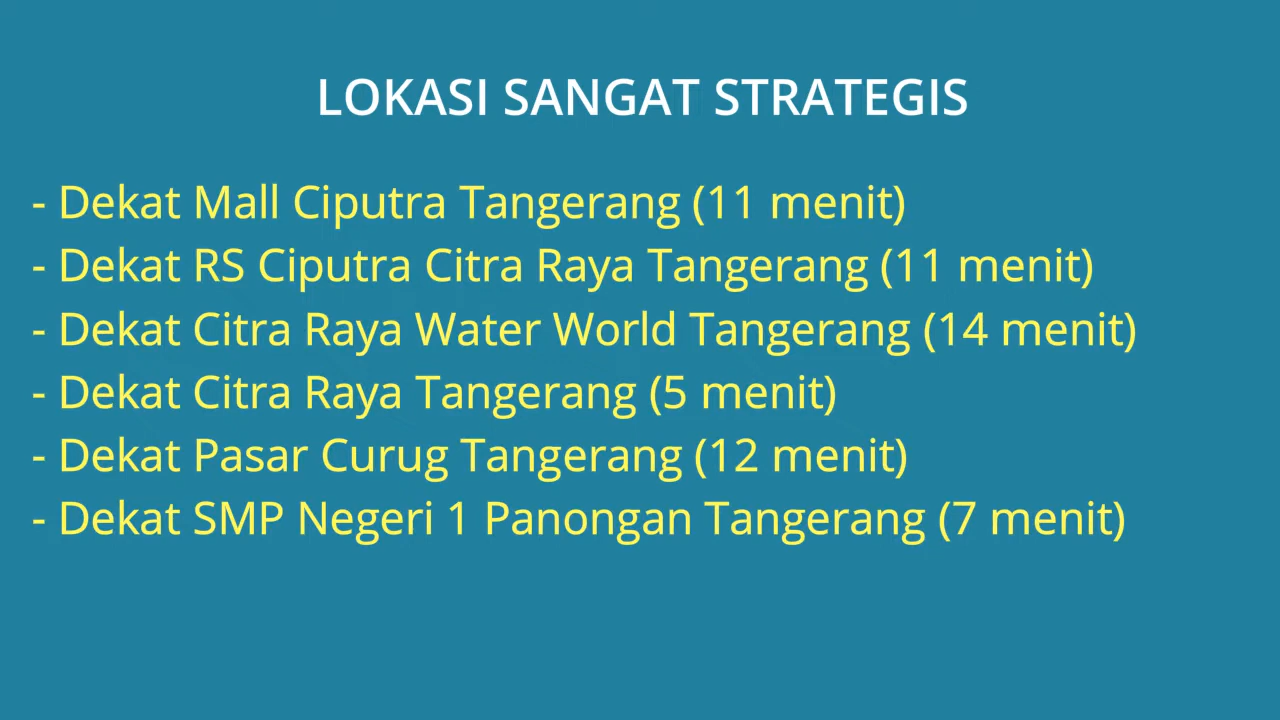 LOKASI SANGAT STRATEGIS
- Dekat Mall Ciputra Tangerang (11 menit)
- Dekat RS Ciputra Citra Raya Tangerang (11 menit)
- Dekat Citra Raya Water World Tangerang (14 menit)
- Dekat Citra Raya Tangerang (5 menit)
- Dekat Pasar Curug Tangerang (12 menit)
- Dekat SMP Negeri 1 Panongan Tangerang (7 menit)